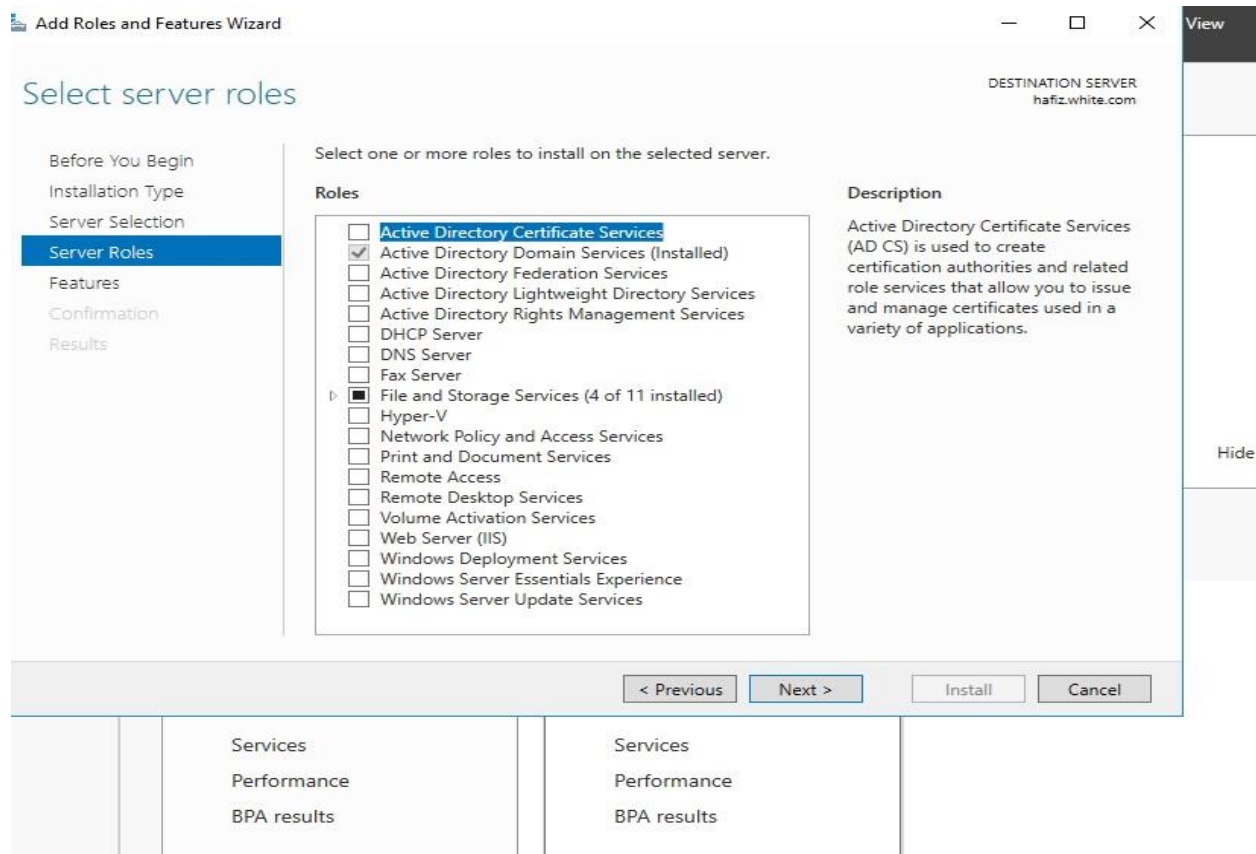 Add Roles and Features Wizard
View
Select server roles
DESTINATION SERVER
hafiz.white.com
Before You Begin
Installation Type
Server Selection
Server Roles
Features
Confirmation
Results
Select one or more roles to install on the selected server.
Roles
Active Directory Certificate Services
Active Directory Domain Services (Installed)
Active Directory Federation Services
Active Directory Lightweight Directory Services
Active Directory Rights Management Services
DHCP Server
DNS Server
Fax Server
File and Storage Services (4 of 11 installed)
Hyper-V
Network Policy and Access Services
Print and Document Services
Remote Access
Remote Desktop Services
Volume Activation Services
Web Server (IIS)
Windows Deployment Services
Windows Server Essentials Experience
Windows Server Update Services
Description
Active Directory Certificate Services
(AD CS) is used to create
certification authorities and related
role services that allow you to issue
and manage certificates used in a
variety of applications.
Hide
< Previous
Next >
Install
Cancel
Services
Performance
BPA results
Services
Performance
BPA results